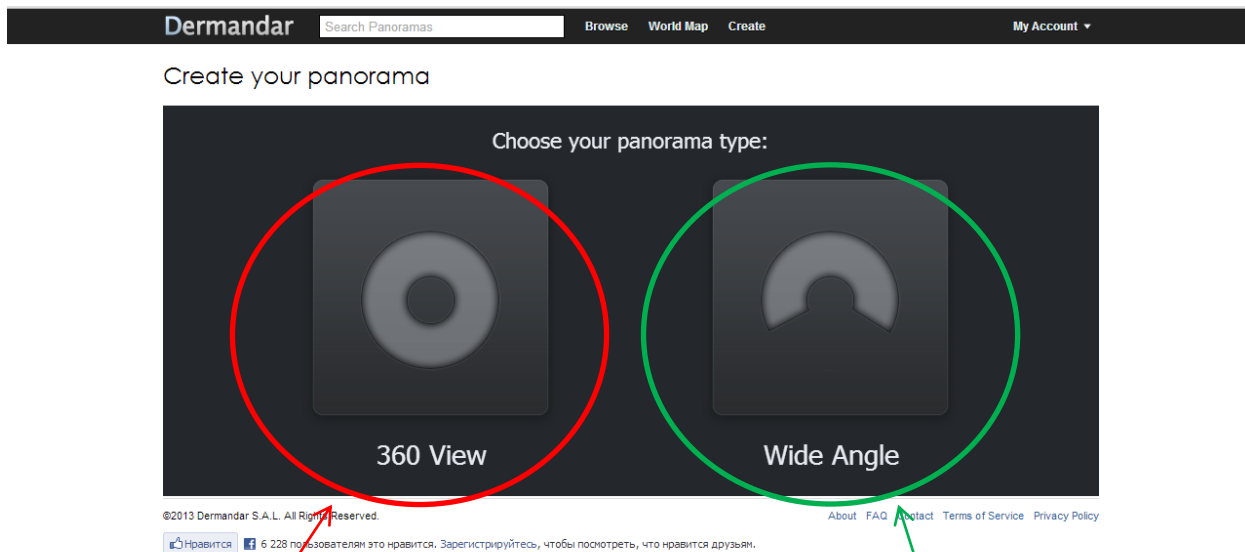 Dermandar Search Panoramas Browse World Map Create My Account
Create your panorama
Choose your panorama type:
360 View Wide Angle
©2013 Dermandar S.A.L. All Rights Reserved. About FAQ Contact Terms of Service Privacy Policy
Нравится 6 228 пользователям это нравится. Зарегистрируйтесь, чтобы посмотреть, что нравится друзьям.